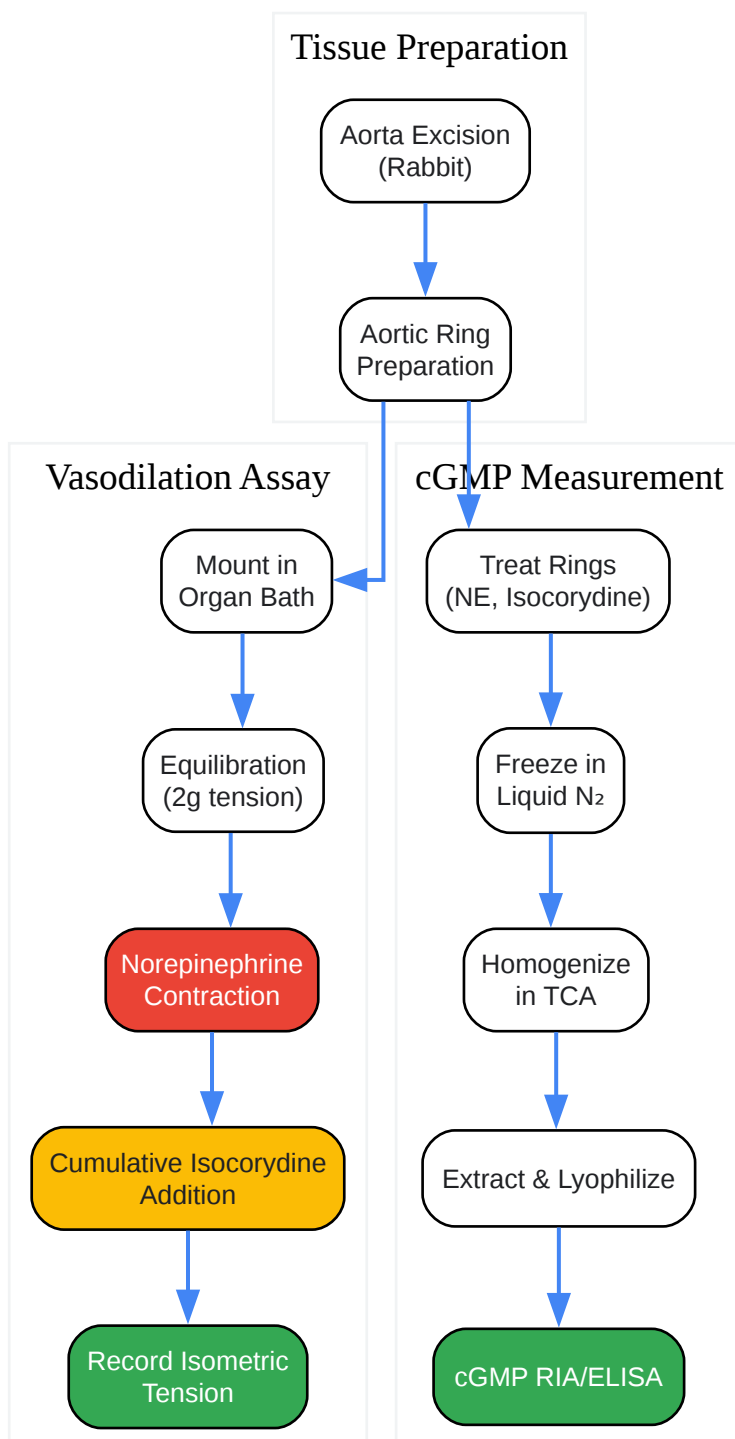 Tissue Preparation
Aorta Excision
(Rabbit)
Aortic Ring
Preparation
Vasodilation Assay
Mount in
Organ Bath
Equilibration
(2g tension)
Norepinephrine
Contraction
Cumulative Isocorydine
Addition
Record Isometric
Tension
cGMP Measurement
Treat Rings
(NE, Isocorydine)
Freeze in
Liquid N₂
Homogenize
in TCA
Extract & Lyophilize
cGMP RIA/ELISA